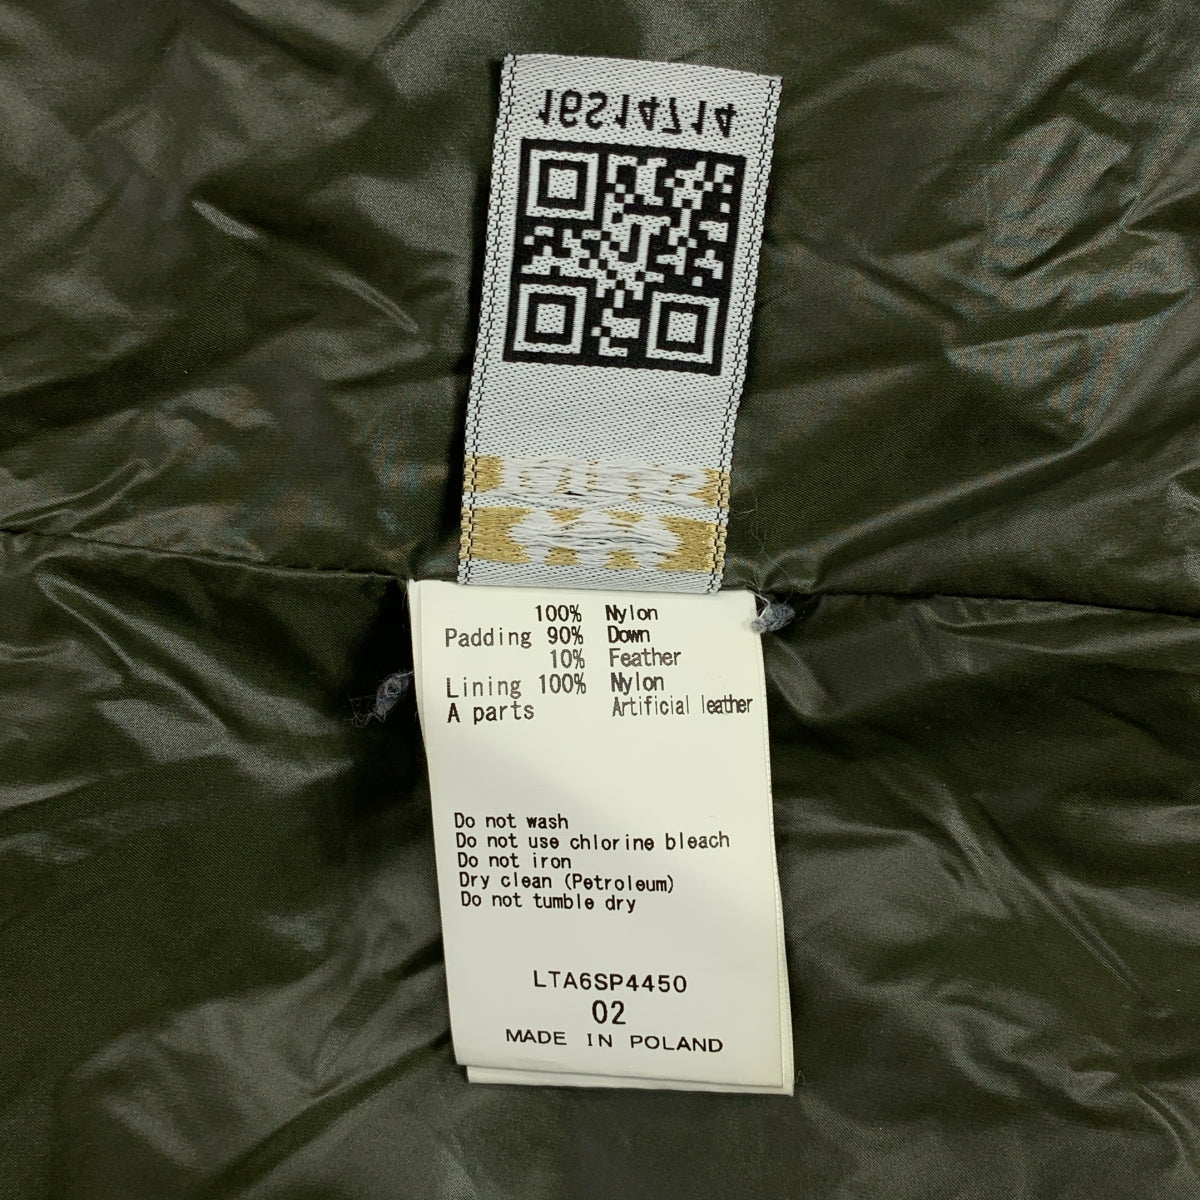 16S14714
100% Nylon
Padding 90% Down
10% Feather
Lining 100% Nylon
A parts Artificial leather
Do not wash
Do not use chlorine bleach
Do not iron
Dry clean (Petroleum)
Do not tumble dry
LTA6SP4450
02
MADE IN POLAND